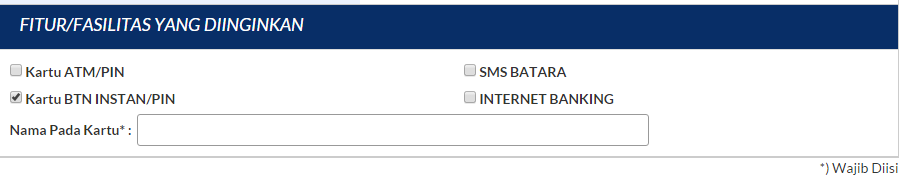 FITUR/FASILITAS YANG DIINGINKAN
Kartu ATM/PIN SMS BATARA
Kartu BTN INSTAN/PIN INTERNET BANKING
Nama Pada Kartu* :
*) Wajib Diisi